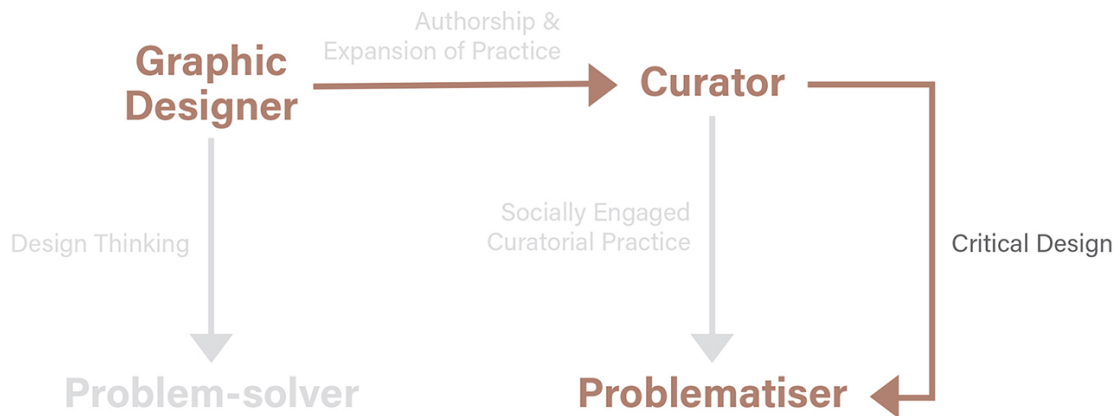 Authorship &
Expansion of Practice
Graphic
Designer
Curator
Socially Engaged
Curatorial Practice
Design Thinking
Critical Design
Problem-solver
Problematiser